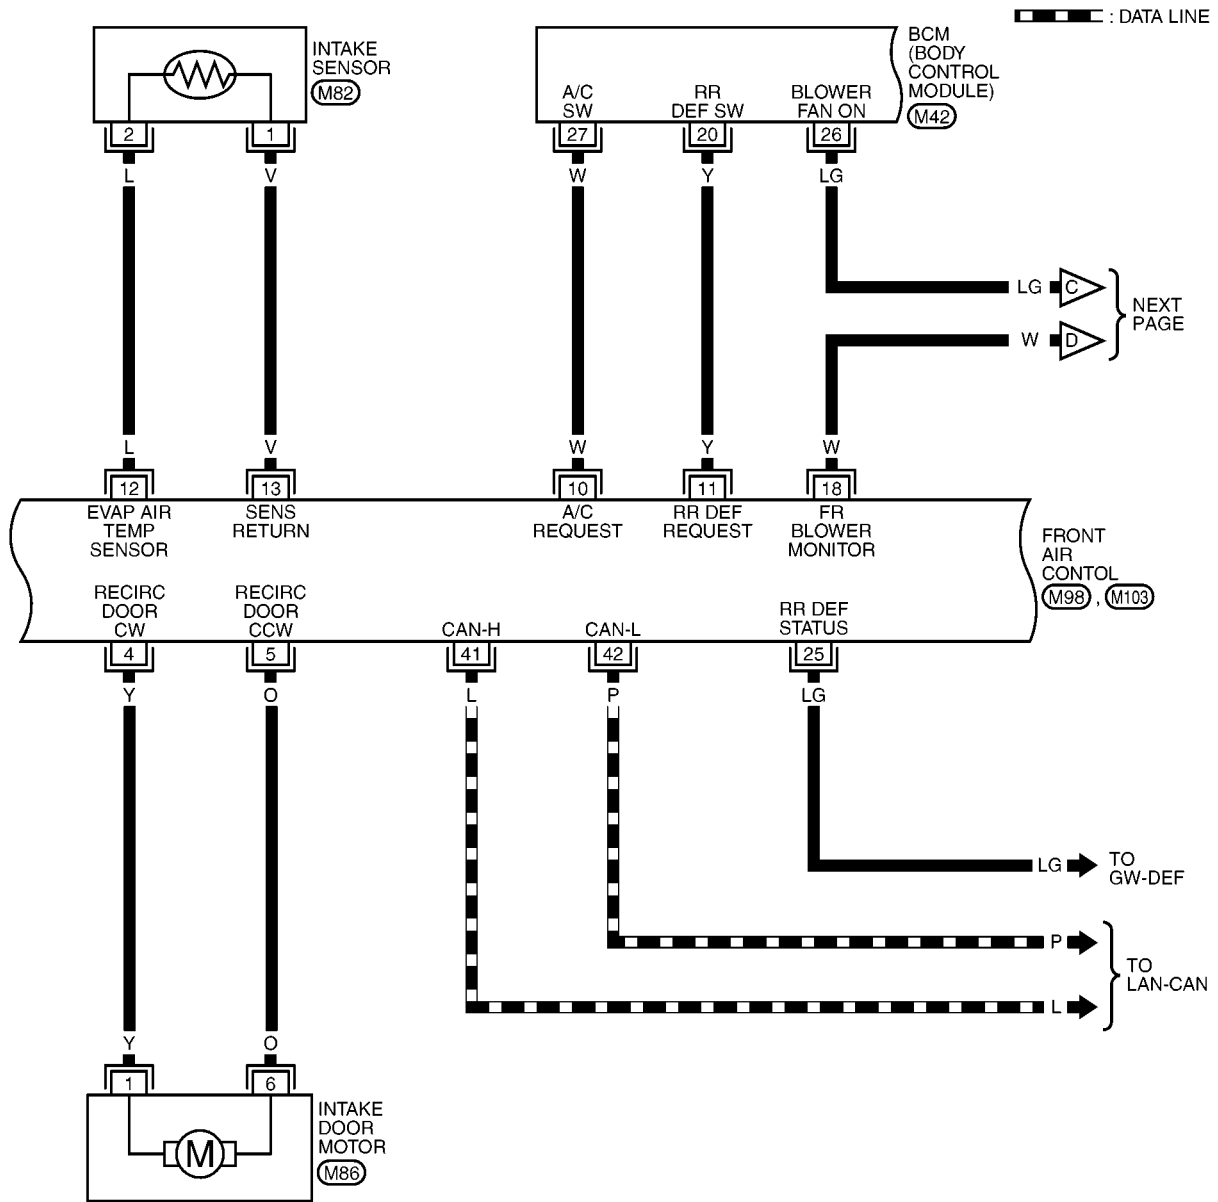 : DATA LINE
INTAKE
SENSOR
M82
2
1
BCM
(BODY
CONTROL
MODULE)
M42
A/C
SW
RR
DEF SW
BLOWER
FAN ON
27
20
26
L
V
W
Y
LG
LG
C
W
D
NEXT
PAGE
L
V
W
Y
W
12
13
10
11
18
EVAP AIR
TEMP
SENSOR
SENS
RETURN
A/C
REQUEST
RR DEF
REQUEST
FR
BLOWER
MONITOR
FRONT
AIR
CONTOL
M98 , M103
RECIRC
DOOR
CW
RECIRC
DOOR
CCW
CAN-H
CAN-L
RR DEF
STATUS
4
5
41
42
25
Y
O
L
P
LG
LG
TO
GW-DEF
P
L
TO
LAN-CAN
Y
O
1
6
M
INTAKE
DOOR
MOTOR
M86